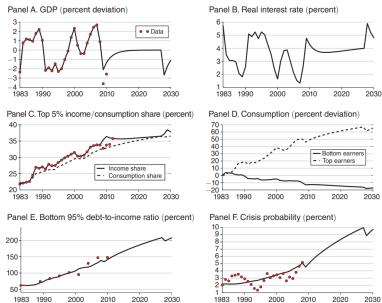 Panel A. GDP (percent deviation)
3
2
1
0
−1
−2
−3
−4
1983 1990 2000 2010 2020 2030
Data
Panel B. Real interest rate (percent)
6
5
4
3
2
1
1983 1990 2000 2010 2020 2030
Panel C. Top 5% income/consumption share (percent)
40
35
30
25
20
1983 1990 2000 2010 2020 2030
Income share
Consumption share
Panel D. Consumption (percent deviation)
70
60
50
40
30
20
10
0
−20
1983 1990 2000 2010 2020 2030
Bottom earners
Top earners
Panel E. Bottom 95% debt-to-income ratio (percent)
200
150
100
50
1983 1990 2000 2010 2020 2030
Panel F. Crisis probability (percent)
10
9
8
7
6
5
4
3
2
1
1983 1990 2000 2010 2020 2030